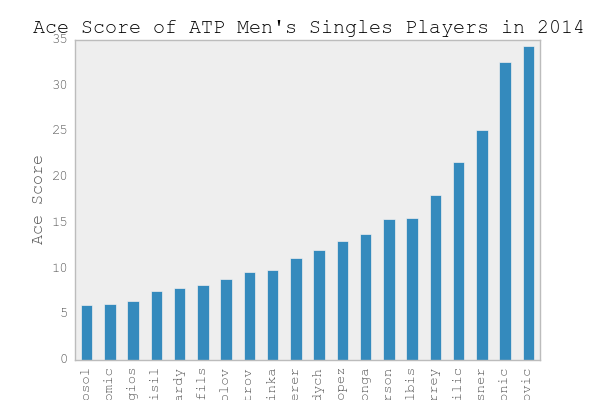 Ace Score of ATP Men's Singles Players in 2014
Ace Score
35
30
25
20
15
10
5
0
osol
omic
gios
isil
ardy
fils
olov
trov
inka
erer
dych
opez
onga
rson
lbis
rrey
ilic
sner
onic
ovic